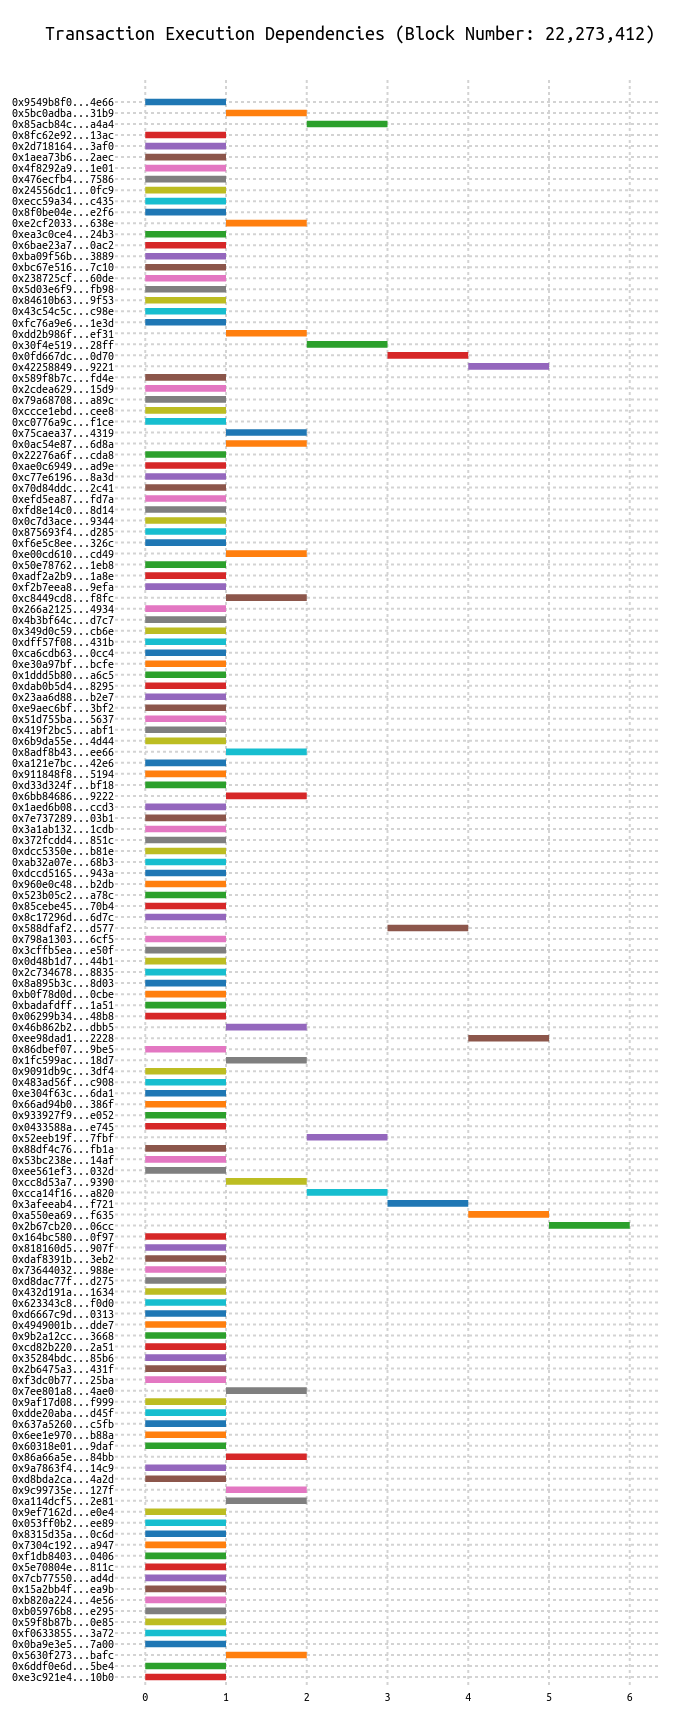 Transaction Execution Dependencies (Block Number: 22,273,412)
0x9549b8f0...4e66
0x5bc0adba...31b9
0x85acb84c...a4a4
0x8fc62e92...13ac
0x2d718164...3af0
0x1aea73b6...2aec
0x4f8292a9...1e01
0x476ecfb4...7586
0x24556dc1...0fc9
0xecc59a34...c435
0x8f0be04e...e2f6
0xe2cf2033...638e
0xea3c0ce4...24b3
0x6bae23a7...0ac2
0xba09f56b...3889
0xbc67e516...7c10
0x238725cf...60de
0x5d03e6f9...fb98
0x84610b63...9f53
0x43c54c5c...c98e
0xfc76a9e6...1e3d
0xdd2b986f...ef31
0x30f4e519...28ff
0x0fd667dc...0d70
0x42258849...9221
0x589f8b7c...fd4e
0x2cdea629...15d9
0x79a68708...a89c
0xccce1ebd...cee8
0xc0776a9c...f1ce
0x75caea37...4319
0x0ac54e87...6d8a
0x22276a6f...cda8
0xae0c6949...ad9e
0xc77e6196...8a3d
0x70d84ddc...2c41
0xefd5ea87...fd7a
0xfd8e14c0...8d14
0x0c7d3ace...9344
0x875693f4...d285
0xf6e5c8ee...326c
0xe00cd610...cd49
0x50e78762...1eb8
0xadf2a2b9...1a8e
0xf2b7eea8...9efa
0xc8449cd8...f8fc
0x266a2125...4934
0x4b3bf64c...d7c7
0x349d0c59...cb6e
0xdff57f08...431b
0xca6cdb63...0cc4
0xe30a97bf...bcfe
0x1ddd5b80...a6c5
0xdab0b5d4...8295
0x23aa6d88...b2e7
0xe9aec6bf...3bf2
0x51d755ba...5637
0x419f2bc5...abf1
0x6b9da55e...4d44
0x8adf8b43...ee66
0xa121e7bc...42e6
0x911848f8...5194
0xd33d324f...bf18
0x6bb84686...9222
0x1aed6b08...ccd3
0x7e737289...03b1
0x3a1ab132...1cdb
0x372fcdd4...851c
0xdcc5350e...b81e
0xab32a07e...68b3
0xdccd5165...943a
0x960e0c48...b2db
0x523b05c2...a78c
0x85cebe45...70b4
0x8c17296d...6d7c
0x588dfaf2...d577
0x798a1303...6cf5
0x3cffb5ea...e50f
0x0d48b1d7...44b1
0x2c734678...8835
0x8a895b3c...8d03
0xb0f78d0d...0cbe
0xbadafdff...1a51
0x06299b34...48b8
0x46b862b2...dbb5
0xee98dad1...2228
0x86dbef07...9be5
0x1fc599ac...18d7
0x9091db9c...3df4
0x483ad56f...c908
0xe304f63c...6da1
0x66ad94b0...386f
0x933927f9...e052
0x0433588a...e745
0x52eeb19f...7fbf
0x88df4c76...fb1a
0x53bc238e...14af
0xee561ef3...032d
0xcc8d53a7...9390
0xcca14f16...a820
0x3afeeab4...f721
0xa550ea69...f635
0x2b67cb20...06cc
0x164bc580...0f97
0x818160d5...907f
0xdaf8391b...3eb2
0x73644032...988e
0xd8dac77f...d275
0x432d191a...1634
0x623343c8...f0d0
0xd6667c9d...0313
0x4949001b...dde7
0x9b2a12cc...3668
0xcd82b220...2a51
0x35284bdc...85b6
0x2b6475a3...431f
0xf3dc0b77...25ba
0x7ee801a8...4ae0
0x9af17d08...f999
0xdde20aba...d45f
0x637a5260...c5fb
0x6ee1e970...b88a
0x60318e01...9daf
0x86a66a5e...84bb
0x9a7863f4...14c9
0xd8bda2ca...4a2d
0x9c99735e...127f
0xa114dcf5...2e81
0x9ef7162d...e0e4
0x053ff0b2...ee89
0x8315d35a...0c6d
0x7304c192...a947
0xf1db8403...0406
0x5e70804e...811c
0x7cb77550...ad4d
0x15a2bb4f...ea9b
0xb820a224...4e56
0xb05976b8...e295
0x59f8b87b...0e85
0xf0633855...3a72
0x0ba9e3e5...7a00
0x5630f273...bafc
0x6ddf0e6d...5be4
0xe3c921e4...10b0
0 1 2 3 4 5 6